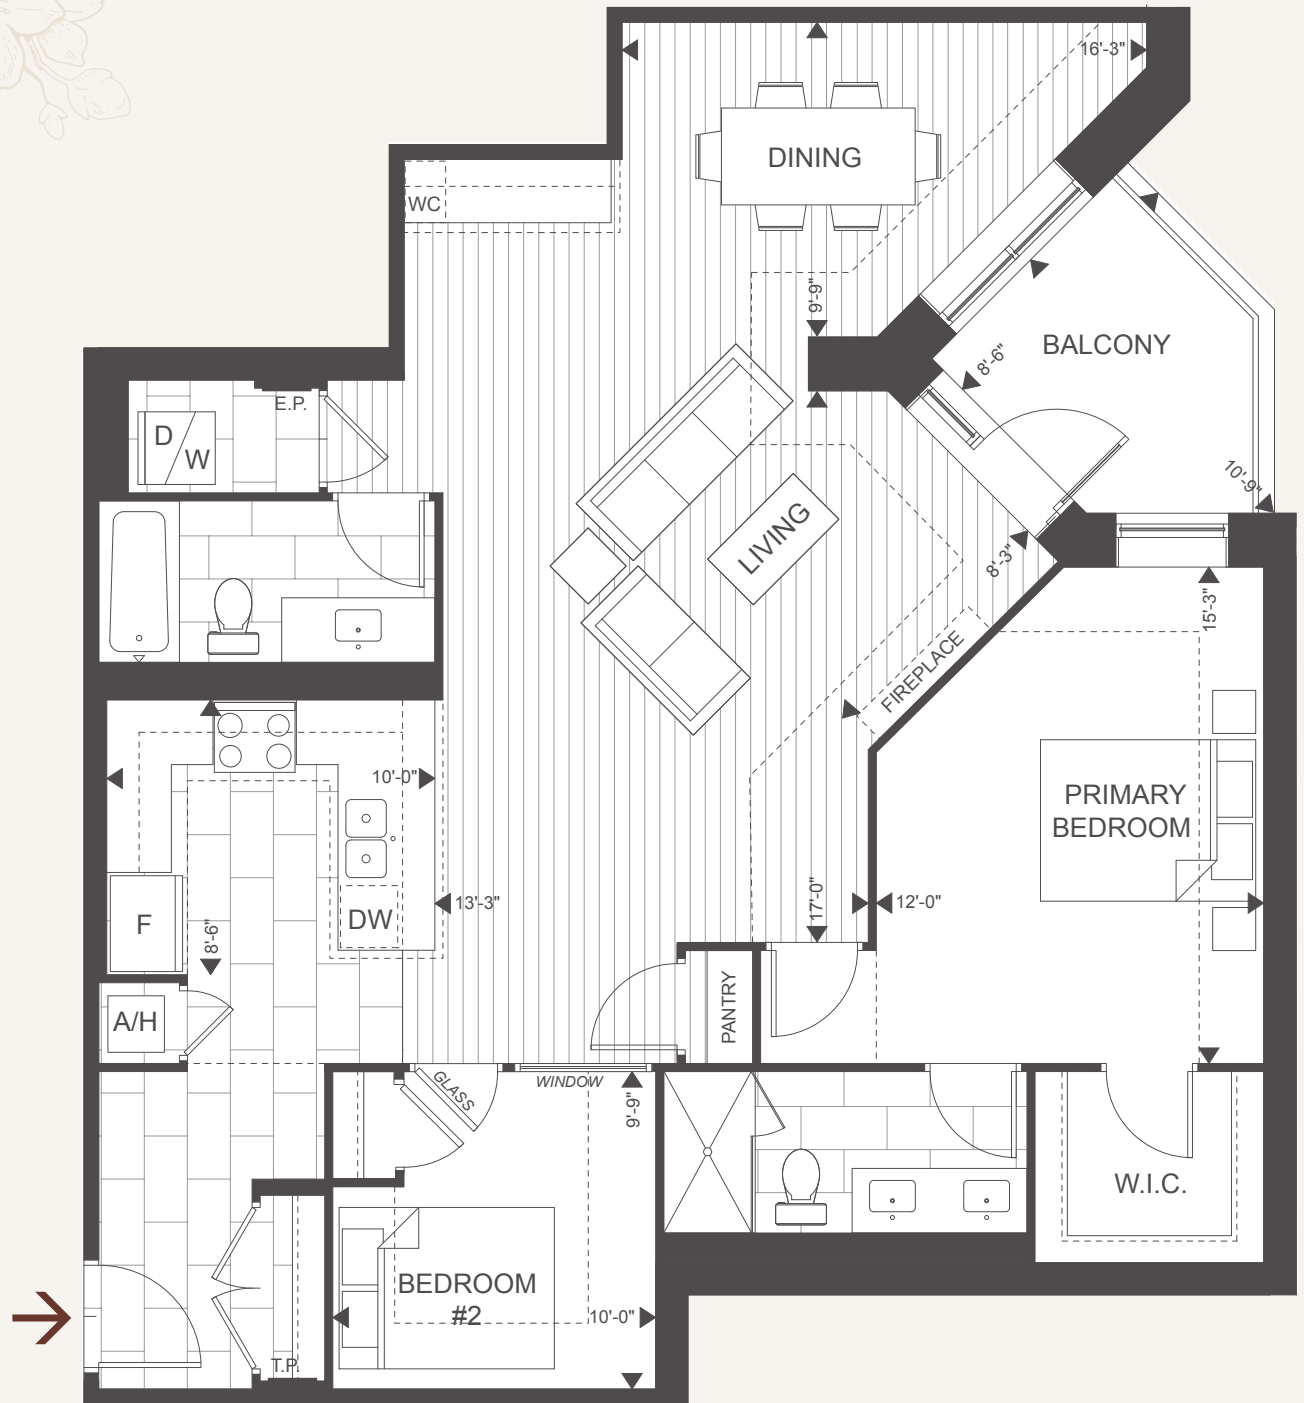 16'-3"
DINING
WC
9'-9"
BALCONY
8'-6"
E.P.
D
W
10'-9"
LIVING
8'-3"
15'-3"
FIREPLACE
10'-0"
PRIMARY
BEDROOM
F
8'-6"
DW
13'-3"
17'-0"
12'-0"
A/H
PANTRY
GLASS
WINDOW
9'-9"
W.I.C.
BEDROOM
#2
10'-0"
T.P.